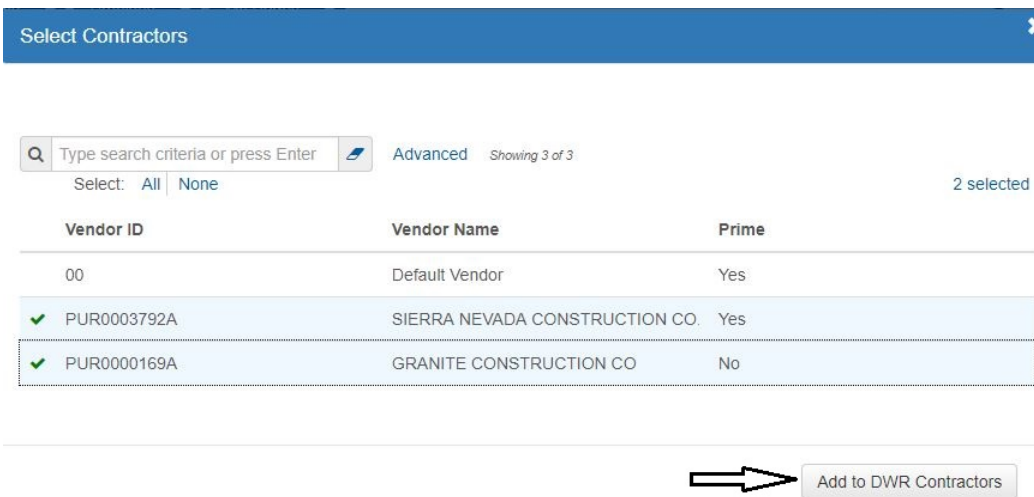 Select Contractors
Type search criteria or press Enter Advanced Showing 3 of 3
Select: All None 2 selected
Vendor ID Vendor Name Prime
00 Default Vendor Yes
PUR0003792A SIERRA NEVADA CONSTRUCTION CO. Yes
PUR0000169A GRANITE CONSTRUCTION CO No
Add to DWR Contractors